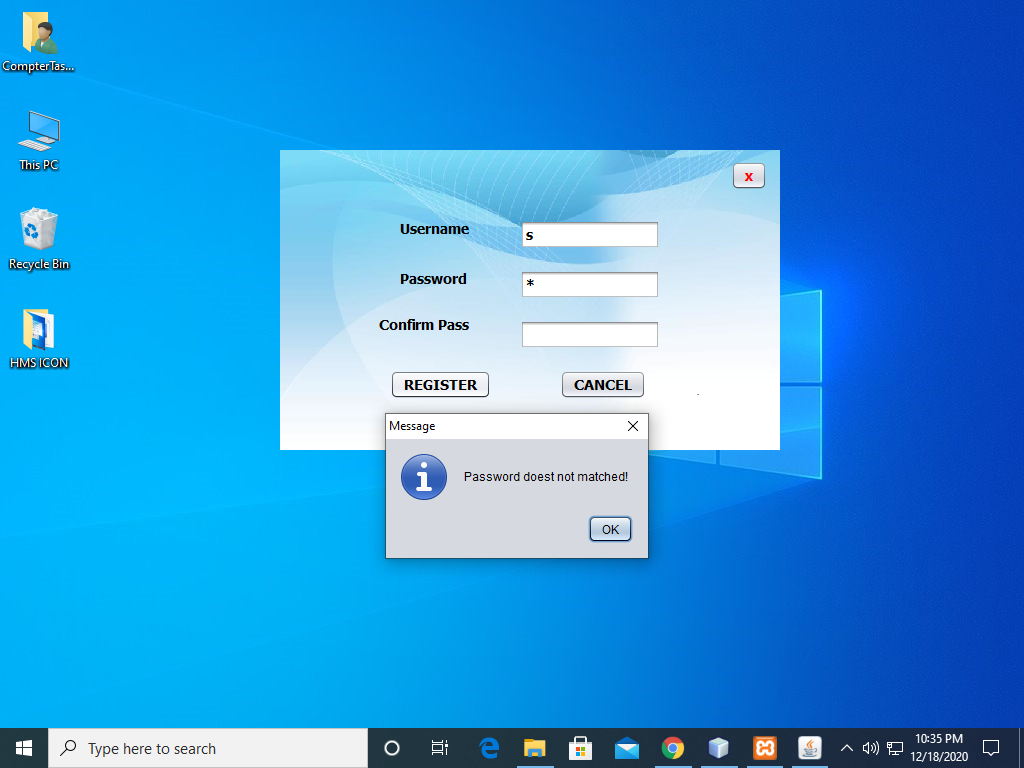 CompterTas...
This PC
Recycle Bin
HMS ICON
x
Username
s
Password
*
Confirm Pass
REGISTER
CANCEL
Message
Password doest not matched!
OK
Type here to search
10:35 PM
12/18/2020